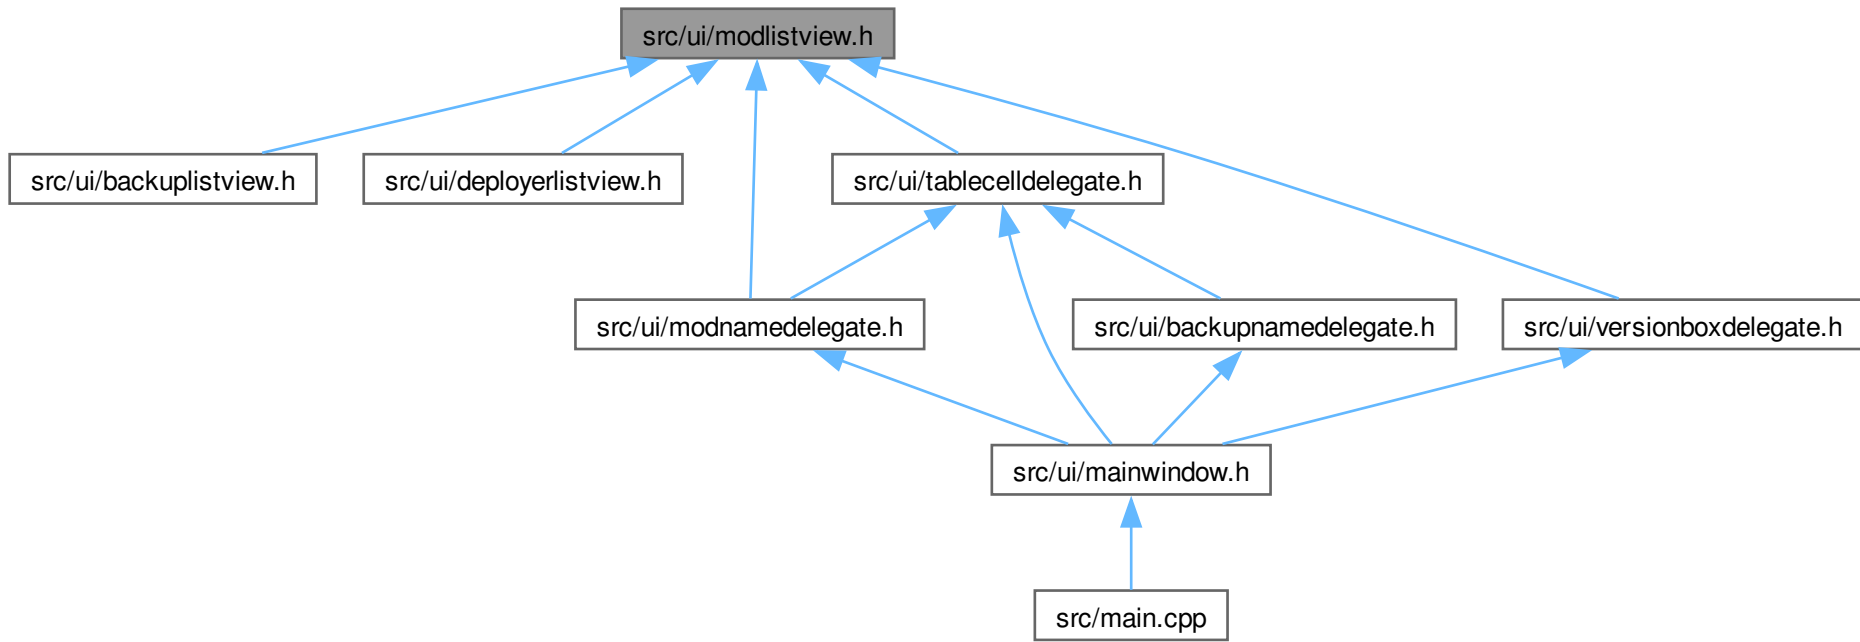 src/ui/modlistview.h
src/ui/backuplistview.h
src/ui/deployerlistview.h
src/ui/tablecelldelegate.h
src/ui/modnamedelegate.h
src/ui/backupnamedelegate.h
src/ui/versionboxdelegate.h
src/ui/mainwindow.h
src/main.cpp